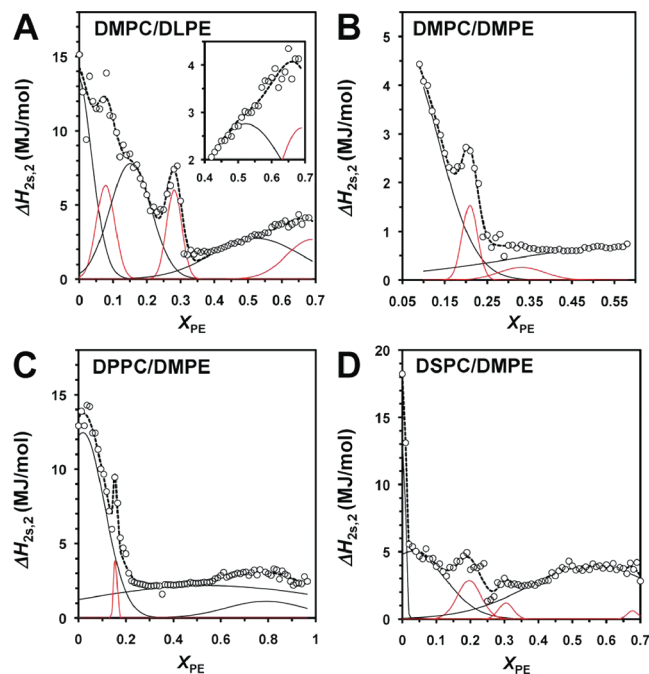 A
DMPC/DLPE
ΔH2s,2 (MJ/mol)
15
10
5
0
0 0.1 0.2 0.3 0.4 0.5 0.6 0.7
XPE
4
3
2
0.4 0.5 0.6 0.7
B
DMPC/DMPE
ΔH2s,2 (MJ/mol)
5
4
3
2
1
0
0.05 0.15 0.25 0.35 0.45 0.55
XPE
C
DPPC/DMPE
ΔH2s,2 (MJ/mol)
15
10
5
0
0 0.2 0.4 0.6 0.8 1
XPE
D
DSPC/DMPE
ΔH2s,2 (MJ/mol)
20
15
10
5
0
0 0.1 0.2 0.3 0.4 0.5 0.6 0.7
XPE